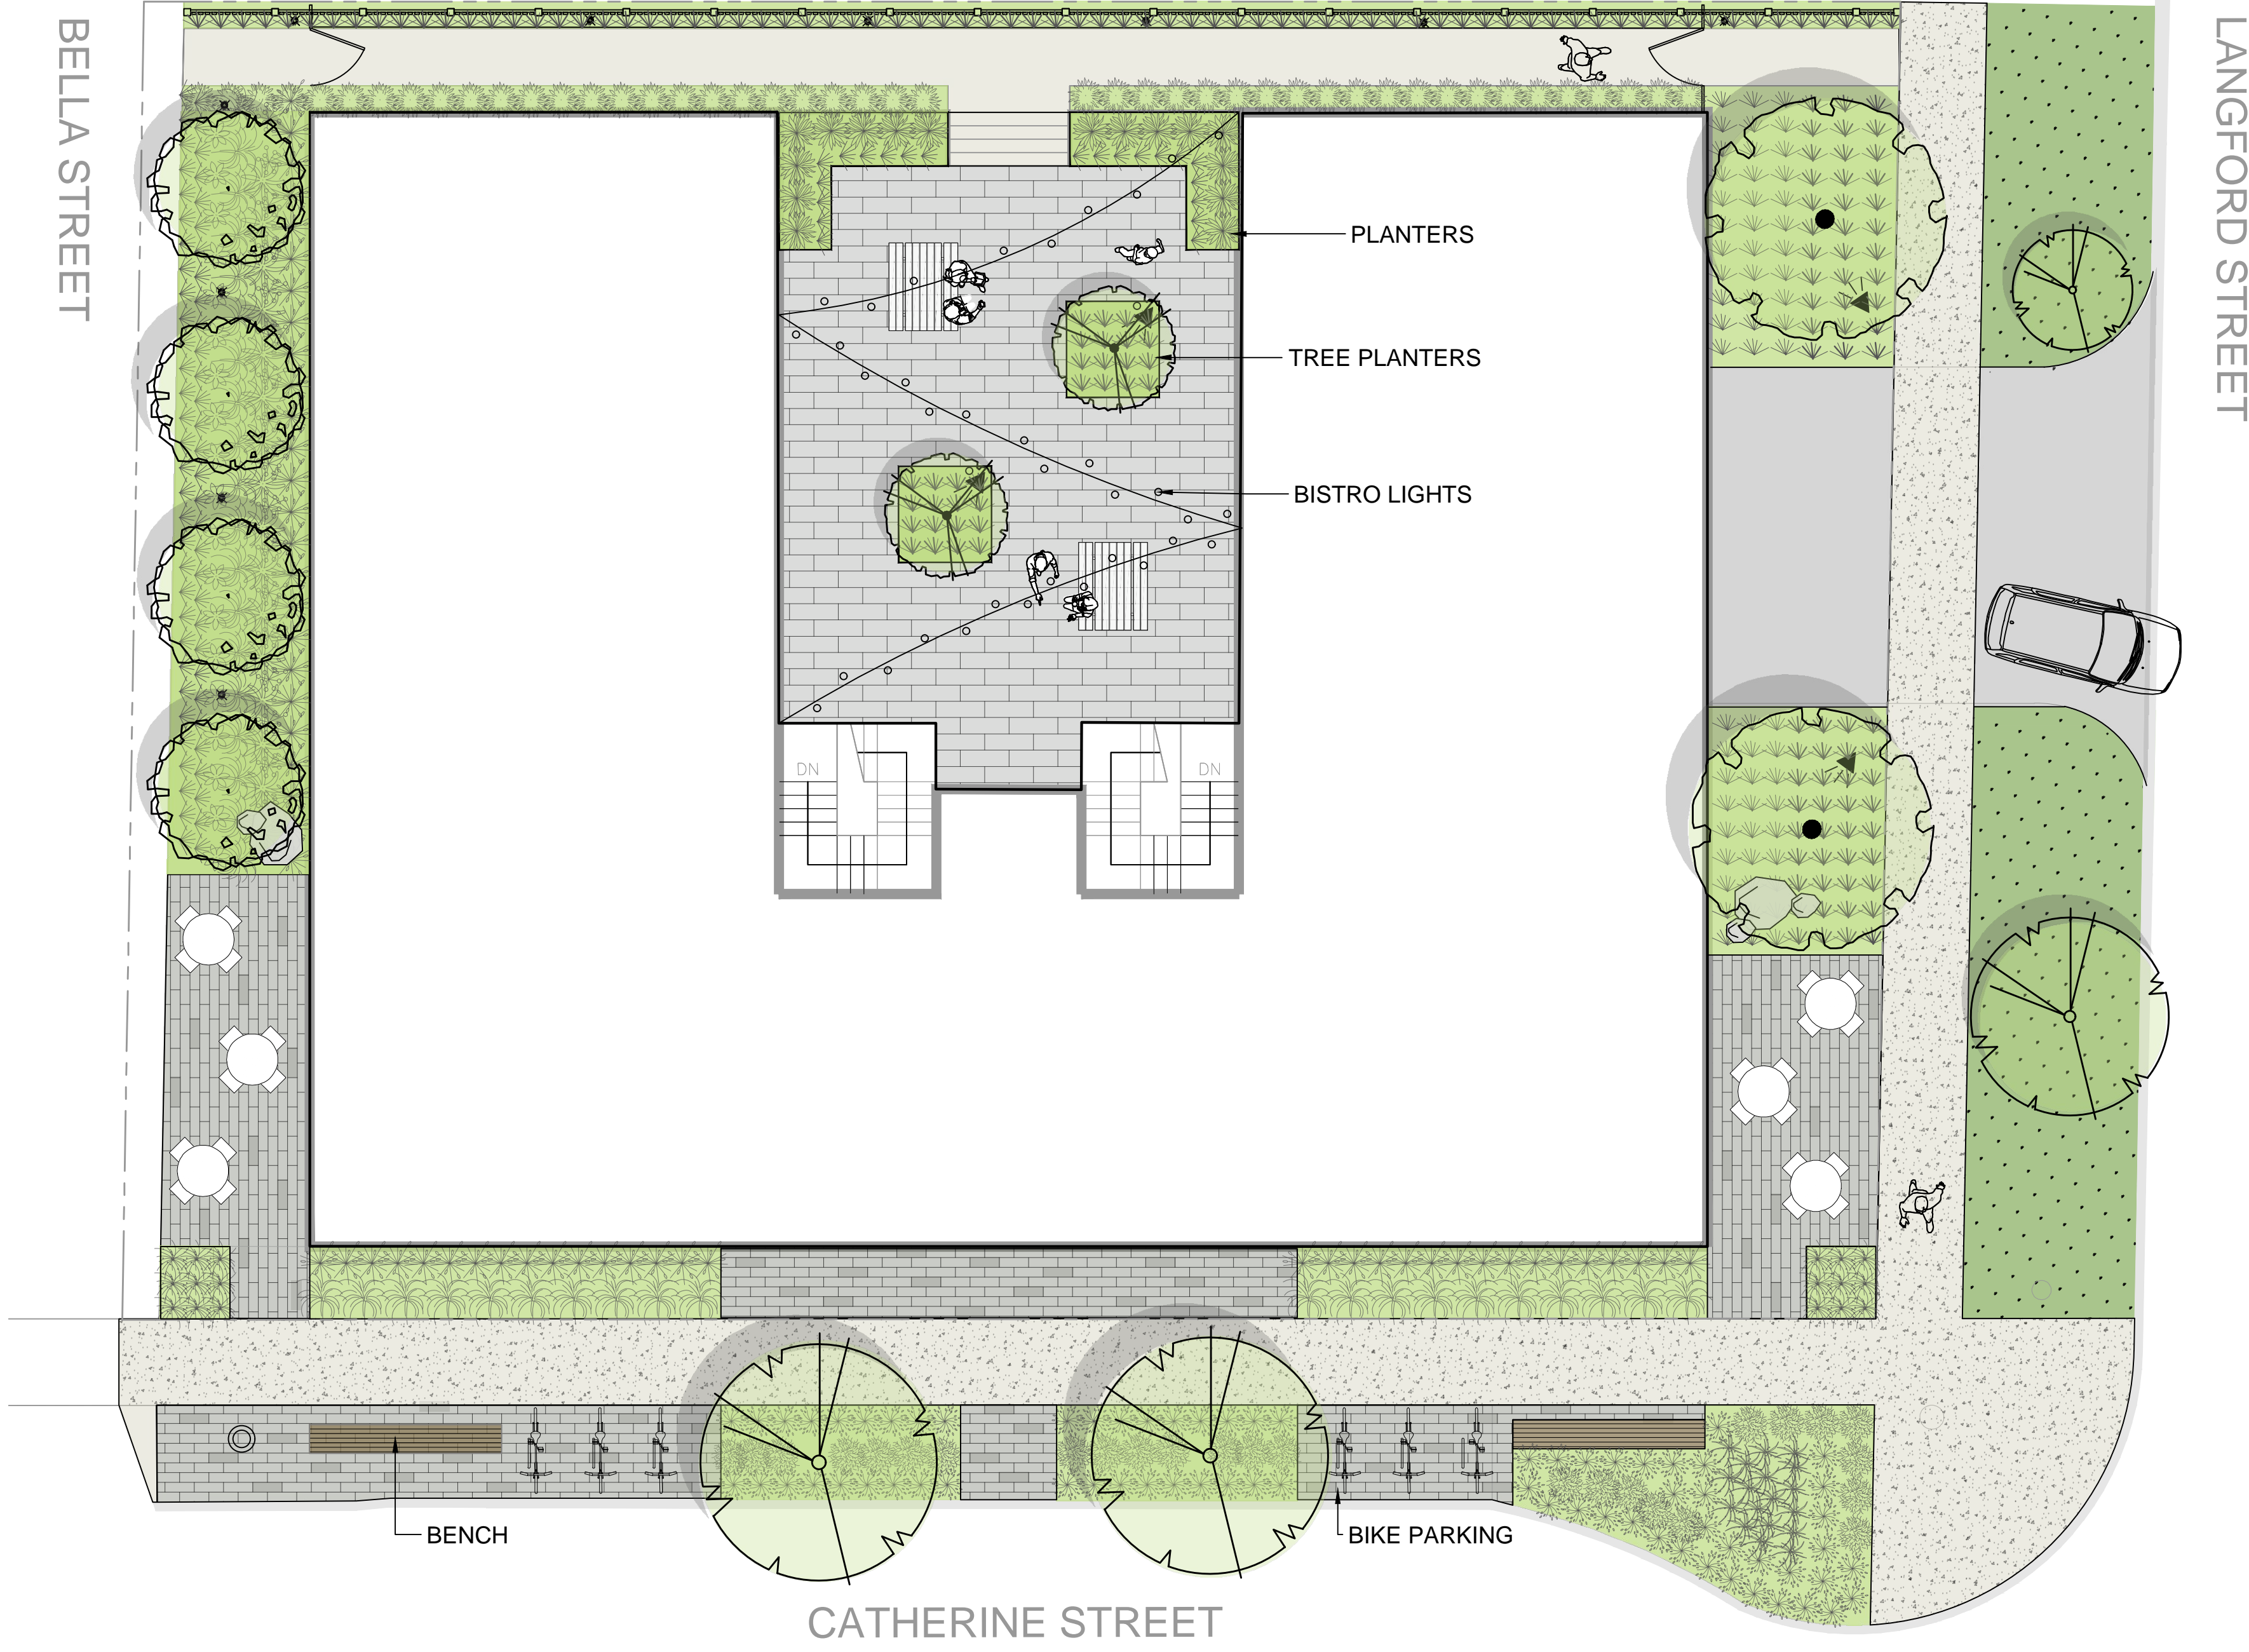 BELLA STREET
LANGFORD STREET
PLANTERS
TREE PLANTERS
BISTRO LIGHTS
DN
DN
BENCH
BIKE PARKING
CATHERINE STREET